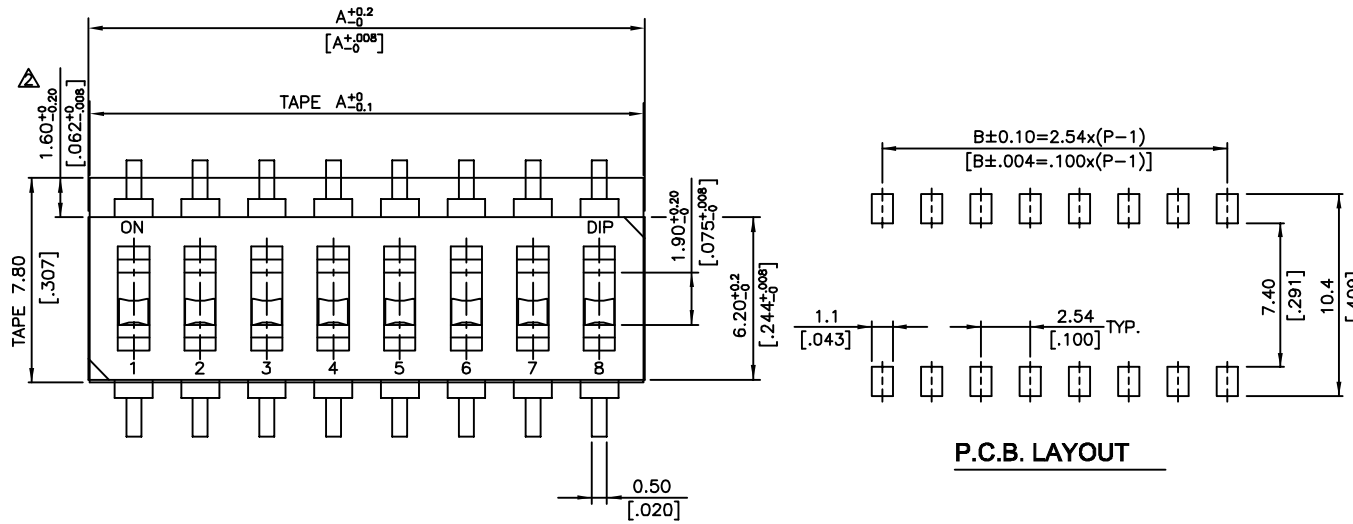 A+0.2 -0
[A+.008 -0]
TAPE A+0 -0.1
2
1.60+0 -0.20
[.062+0 -.008]
TAPE 7.80
[.307]
ON DIP
1 2 3 4 5 6 7 8
1.90+0.20 -0
[.075+.008 -0]
6.20+0.2 -0
[.244+.008 -0]
0.50
[.020]
B±0.10=2.54x(P-1)
[B±.004=.100x(P-1)]
1.1
[.043]
2.54 TYP.
[.100]
7.40
[.291]
10.4
P.C.B. LAYOUT